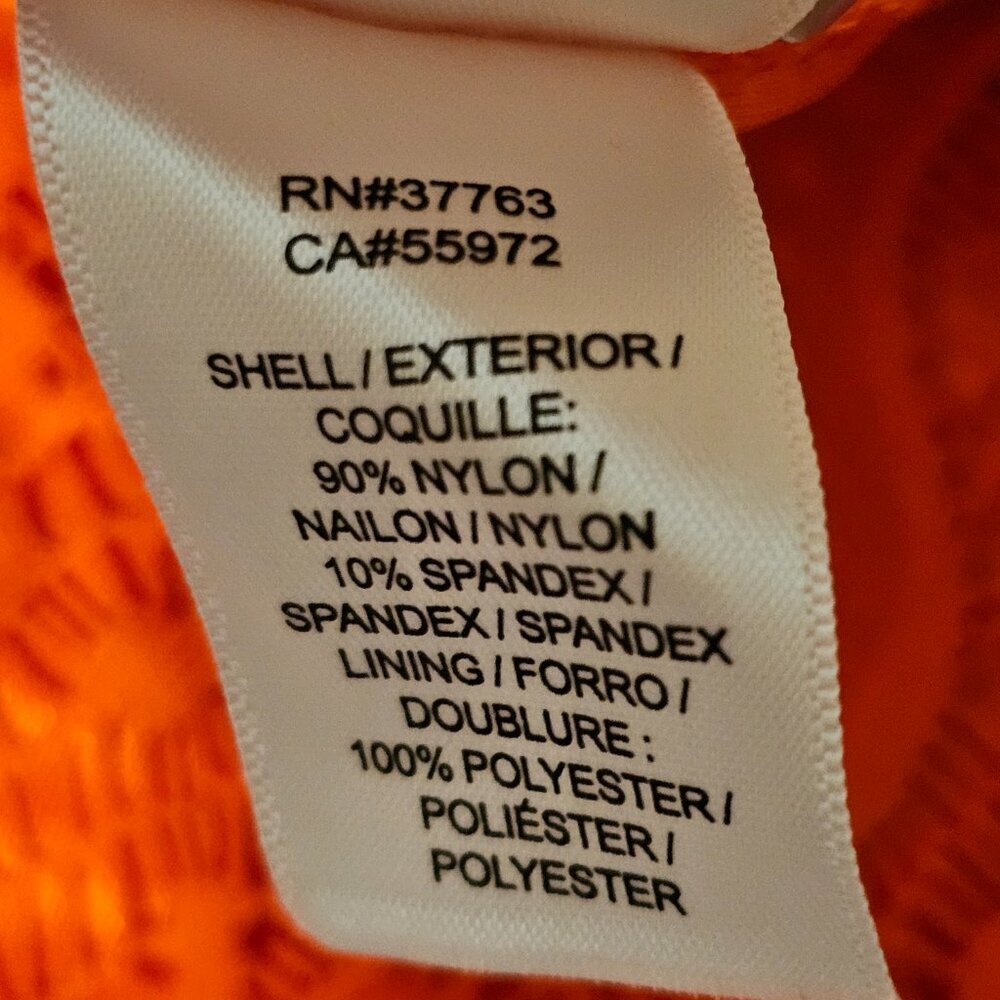 RN#37763
CA#55972
SHELL / EXTERIOR /
COQUILLE:
90% NYLON /
NAILON / NYLON
10% SPANDEX /
SPANDEX / SPANDEX
LINING / FORRO /
DOUBLURE :
100% POLYESTER /
POLIÉSTER /
POLYESTER